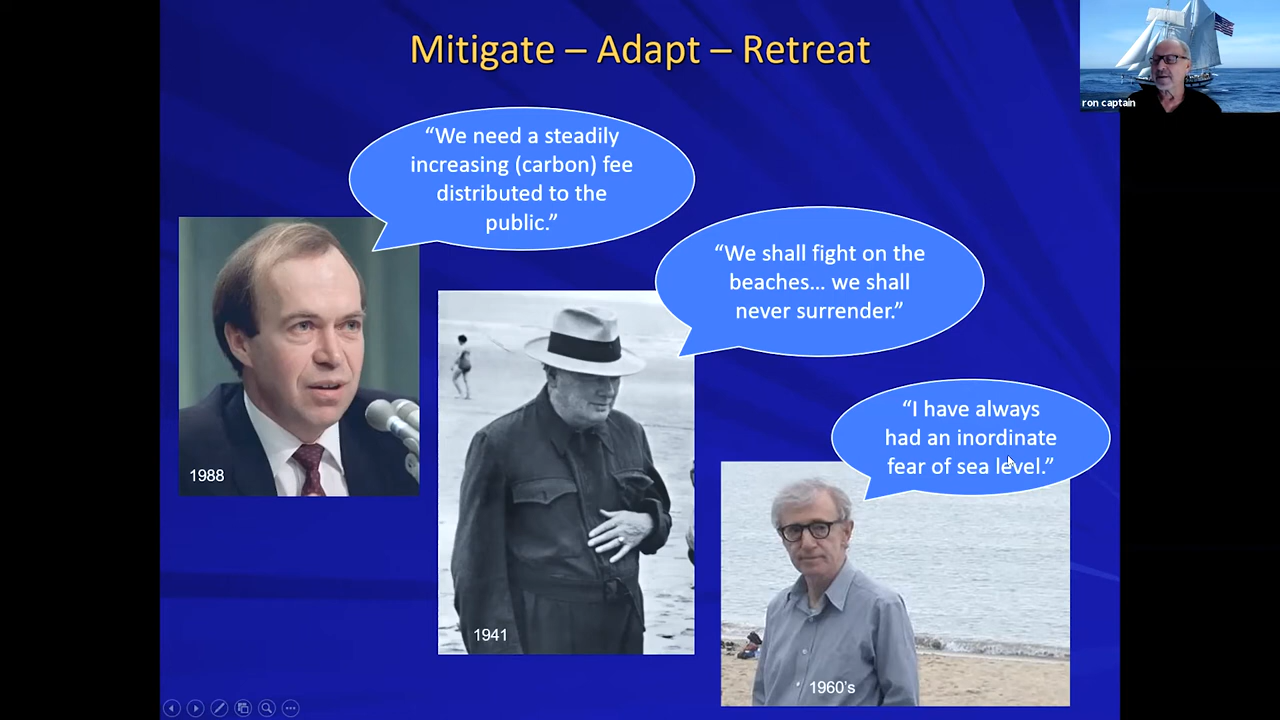 Mitigate – Adapt – Retreat
ron captain
“We need a steadily
increasing (carbon) fee
distributed to the
public.”
“We shall fight on the
beaches... we shall
never surrender.”
“I have always
had an inordinate
fear of sea level.”
1988
1941
1960's